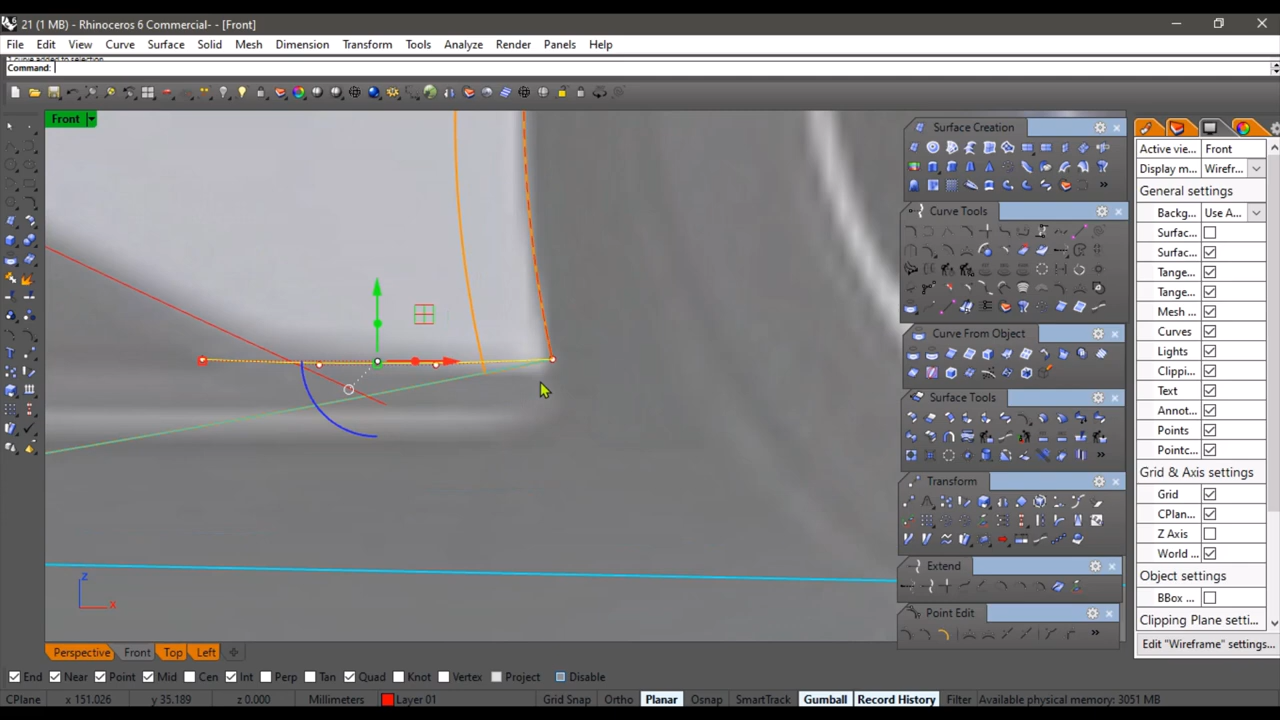 21 (1 MB) - Rhinoceros 6 Commercial- - [Front]
File Edit View Curve Surface Solid Mesh Dimension Transform Tools Analyze Render Panels Help
1 curve added to selection.
Command:
Front
Surface Creation
Curve Tools
Curve From Object
Surface Tools
Transform
Extend
Point Edit
Active vie... Front
Display m... Wirefr...
General settings
Backg... Use A...
Surfac...
Surfac...
Tange...
Tange...
Mesh ...
Curves
Lights
Clippi...
Text
Annot...
Points
Pointc...
Grid & Axis settings
Grid
CPlan...
Z Axis
World ...
Object settings
BBox ...
Clipping Plane setti...
Edit "Wireframe" settings...
z
x
Perspective Front Top Left
End Near Point Mid Cen Int Perp Tan Quad Knot Vertex Project Disable
CPlane x 151.026 y 35.189 z 0.000 Millimeters Layer 01 Grid Snap Ortho Planar Osnap SmartTrack Gumball Record History Filter Available physical memory: 3051 MB